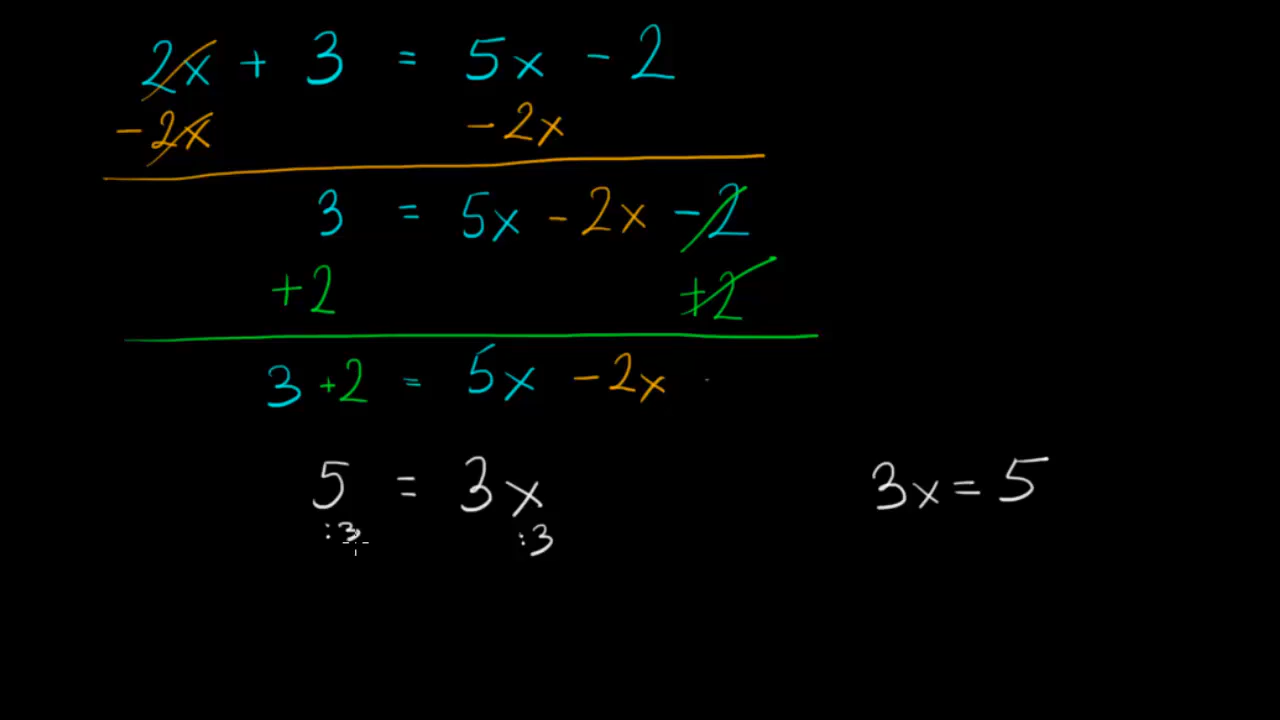 2x + 3 = 5x - 2
-2x -2x
3 = 5x - 2x - 2
+2 +2
3 + 2 = 5x - 2x
5 = 3x 3x = 5
:3 :3